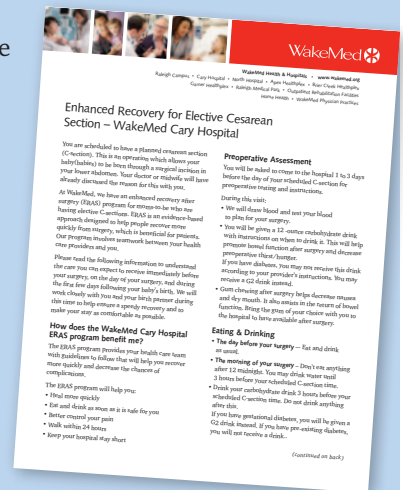 e
WakeMed
WakeMed Health & Hospitals • www.wakemed.org
Raleigh Campus • Cary Hospital • North Hospital • Apex Healthplex • Brier Creek Healthplex
Garner Healthplex • Raleigh Medical Park • Outpatient Rehabilitation Facilities
Home Health • WakeMed Physician Practices
Enhanced Recovery for Elective Cesarean
Section – WakeMed Cary Hospital
You are scheduled to have a planned cesarean section
(C-section). This is an operation which allows your
baby(babies) to be born through a surgical incision in
your lower abdomen. Your doctor or midwife will have
already discussed the reason for this with you.
At WakeMed, we have an enhanced recovery after
surgery (ERAS) program for moms-to-be who are
having elective C-sections. ERAS is an evidence-based
approach designed to help people recover more
quickly from surgery, which is beneficial for patients.
Our program involves teamwork between your health
care providers and you.
Please read the following information to understand
the care you can expect to receive immediately before
your surgery, on the day of your surgery, and during
the first few days following your baby's birth. We will
work closely with you and your birth partner during
this time to help ensure a speedy recovery and to
make your stay as comfortable as possible.
How does the WakeMed Cary Hospital
ERAS program benefit me?
The ERAS program provides your health care team
with guidelines to follow that will help you recover
more quickly and decrease the chances of
complications.
The ERAS program will help you:
• Heal more quickly
• Eat and drink as soon as it is safe for you
• Better control your pain
• Walk within 24 hours
• Keep your hospital stay short
Preoperative Assessment
You will be asked to come to the hospital 1 to 3 days
before the day of your scheduled C-section for
preoperative testing and instructions.
During this visit:
• We will draw blood and test your blood
to plan for your surgery.
• You will be given a 12-ounce carbohydrate drink
with instructions on when to drink it. This will help
promote bowel function after surgery and decrease
preoperative thirst/hunger.
If you have diabetes, you may not receive this drink
according to your provider's instructions. You may
receive a G2 drink instead.
• Gum chewing after surgery helps decrease nausea
and dry mouth. It also assists in the return of bowel
function. Bring the gum of your choice with you to
the hospital to have available after surgery.
Eating & Drinking
• The day before your surgery – Eat and drink
as usual.
• The morning of your surgery – Don't eat anything
after 12 midnight. You may drink water until
3 hours before your scheduled C-section time.
• Drink your carbohydrate drink 3 hours before your
scheduled C-section time. Do not drink anything
after this.
If you have gestational diabetes, you will be given a
G2 drink instead. If you have pre-existing diabetes,
you will not receive a drink.
(continued on back)